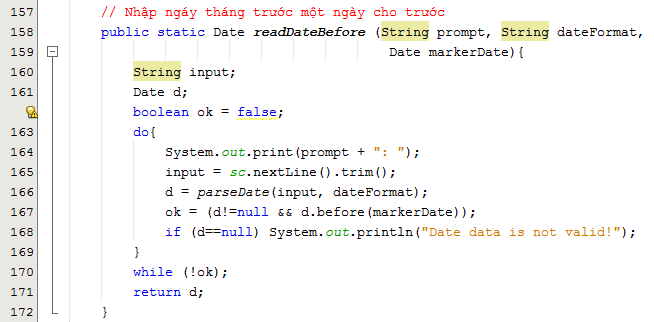 157 // Nhập ngáy tháng trước một ngày cho trước
158 public static Date readDateBefore (String prompt, String dateFormat,
159 Date markerDate){
160 String input;
161 Date d;
boolean ok = false;
163 do{
164 System.out.print(prompt + ": ");
165 input = sc.nextLine().trim();
166 d = parseDate(input, dateFormat);
167 ok = (d!=null && d.before(markerDate));
168 if (d==null) System.out.println("Date data is not valid!");
169 }
170 while (!ok);
171 return d;
172 }